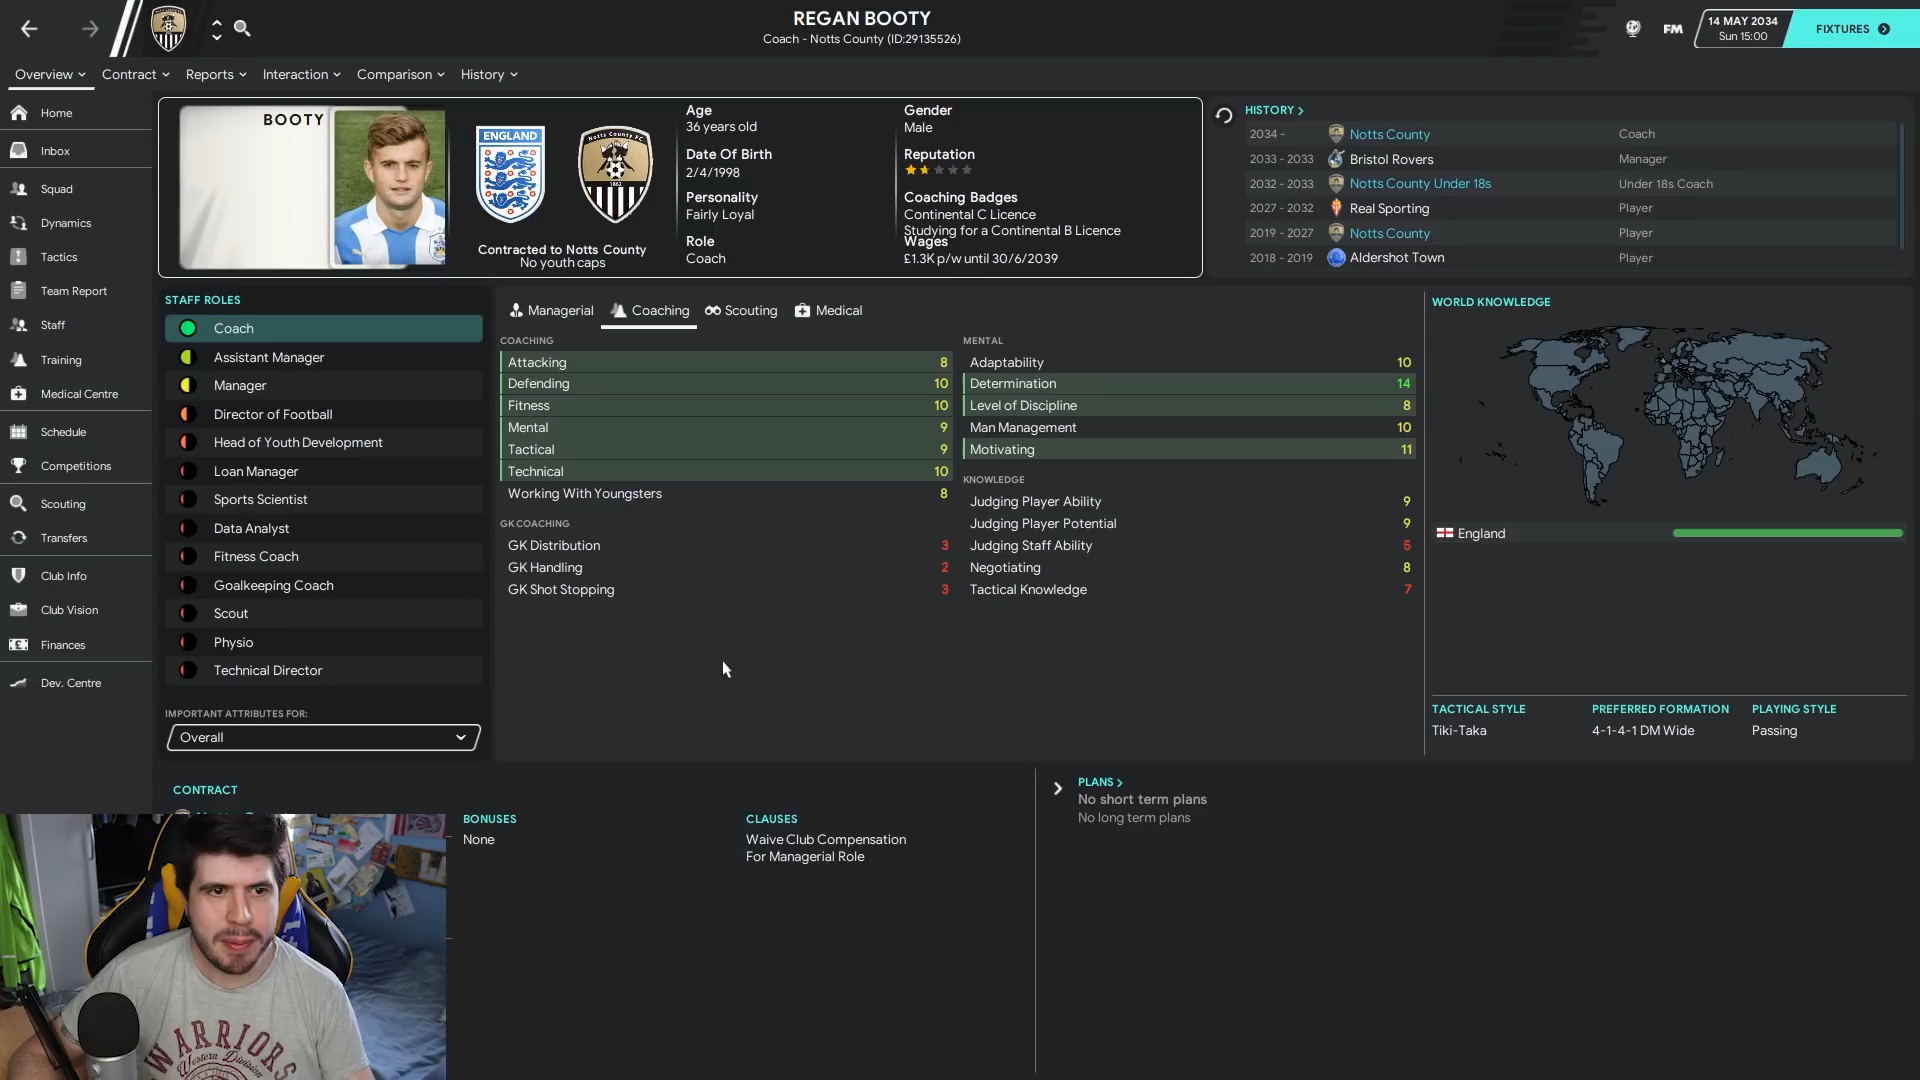 REGAN BOOTY
Coach - Notts County (ID:29135526)
FM
14 MAY 2034
Sun 15:00
FIXTURES
Overview
Contract
Reports
Interaction
Comparison
History
Home
Inbox
Squad
Dynamics
Tactics
Team Report
Staff
Training
Medical Centre
Schedule
Competitions
Scouting
Transfers
Club Info
Club Vision
Finances
Dev. Centre
BOOTY
ENGLAND
Notts County FC
1862
Contracted to Notts County
No youth caps
Age
36 years old
Date Of Birth
2/4/1998
Personality
Fairly Loyal
Role
Coach
Gender
Male
Reputation
Coaching Badges
Continental C Licence
Studying for a Continental B Licence
Wages
£1.3K p/w until 30/6/2039
HISTORY
2034 - Notts County Coach
2033 - 2033 Bristol Rovers Manager
2032 - 2033 Notts County Under 18s Under 18s Coach
2027 - 2032 Real Sporting Player
2019 - 2027 Notts County Player
2018 - 2019 Aldershot Town Player
STAFF ROLES
Coach
Assistant Manager
Manager
Director of Football
Head of Youth Development
Loan Manager
Sports Scientist
Data Analyst
Fitness Coach
Goalkeeping Coach
Scout
Physio
Technical Director
IMPORTANT ATTRIBUTES FOR:
Overall
Managerial
Coaching
Scouting
Medical
COACHING
Attacking 8
Defending 10
Fitness 10
Mental 9
Tactical 9
Technical 10
Working With Youngsters 8
GK COACHING
GK Distribution 3
GK Handling 2
GK Shot Stopping 3
MENTAL
Adaptability 10
Determination 14
Level of Discipline 8
Man Management 10
Motivating 11
KNOWLEDGE
Judging Player Ability 9
Judging Player Potential 9
Judging Staff Ability 5
Negotiating 8
Tactical Knowledge 7
WORLD KNOWLEDGE
England
TACTICAL STYLE
Tiki-Taka
PREFERRED FORMATION
4-1-4-1 DM Wide
PLAYING STYLE
Passing
CONTRACT
BONUSES
None
CLAUSES
Waive Club Compensation
For Managerial Role
PLANS
No short term plans
No long term plans
WARRIORS
Western Division